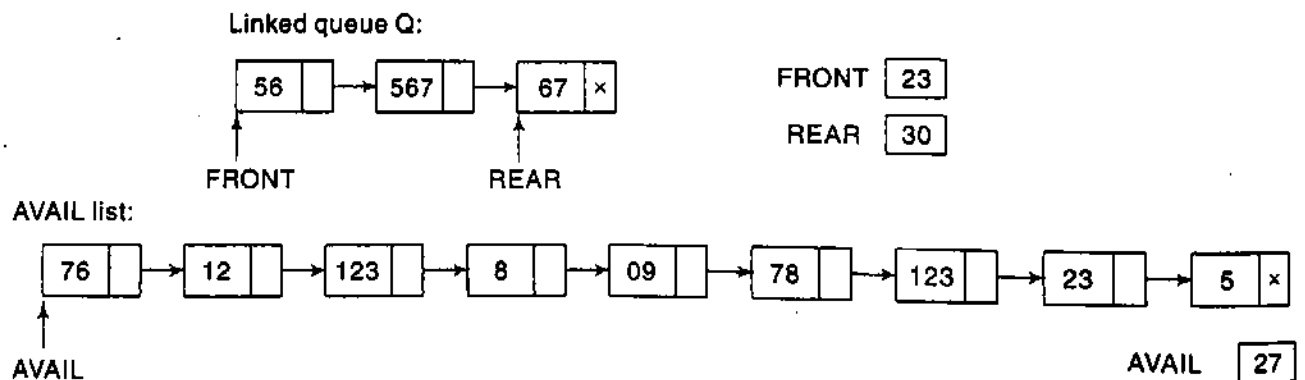 Linked queue Q:
56 567 67 ×
FRONT 23
REAR 30
FRONT REAR
AVAIL list:
76 12 123 8 09 78 123 23 5 ×
AVAIL
AVAIL 27